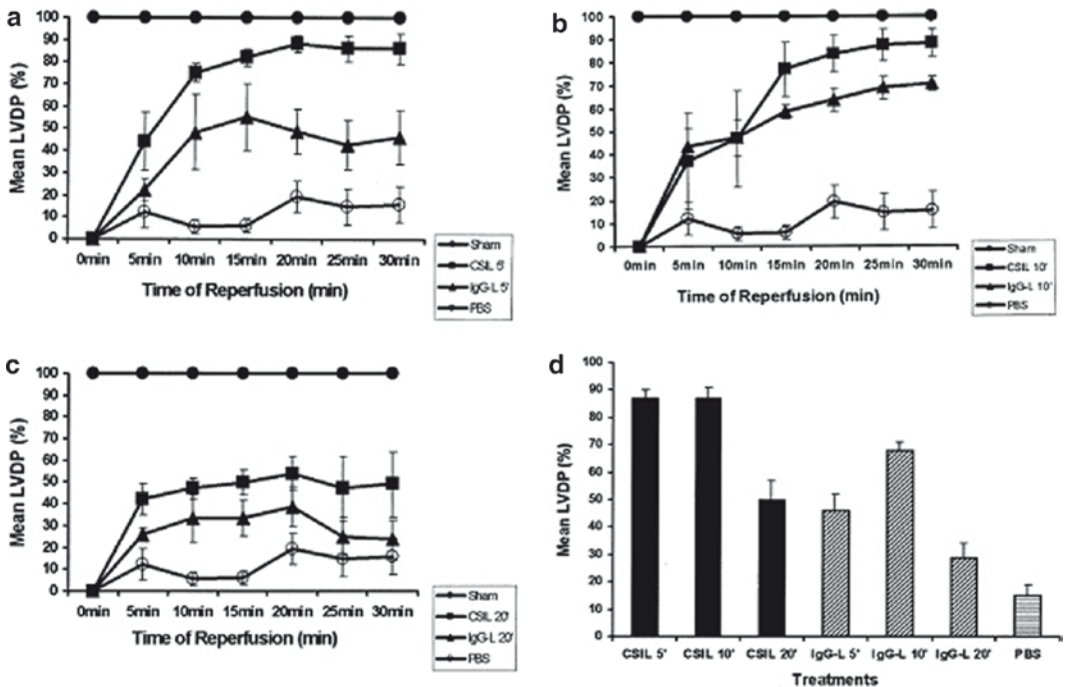 a
Mean LVDP (%)
100
90
80
70
60
50
40
30
20
10
0
0min 5min 10min 15min 20min 25min 30min
Time of Reperfusion (min)
Sham
CSIL 5'
IgG-L 5'
PBS
b
Mean LVDP (%)
100
90
80
70
60
50
40
30
20
10
0
0min 5min 10min 15min 20min 25min 30min
Time of Reperfusion (min)
Sham
CSIL 10'
IgG-L 10'
PBS
c
Mean LVDP (%)
100
90
80
70
60
50
40
30
20
10
0
0min 5min 10min 15min 20min 25min 30min
Time of Reperfusion (min)
Sham
CSIL 20'
IgG-L 20'
PBS
d
Mean LVDP (%)
100
90
80
70
60
50
40
30
20
10
0
CSIL 5' CSIL 10' CSIL 20' IgG-L 5' IgG-L 10' IgG-L 20' PBS
Treatments